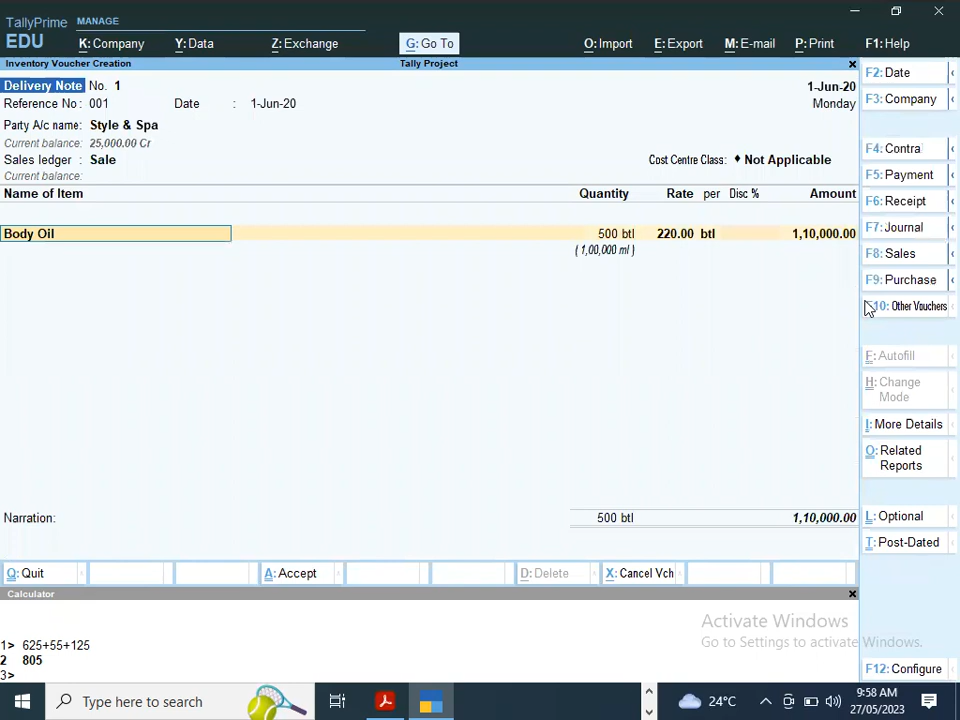 TallyPrime MANAGE
EDU K: Company Y: Data Z: Exchange G: Go To O: Import E: Export M: E-mail P: Print F1: Help
Inventory Voucher Creation Tally Project
Delivery Note No. 1 1-Jun-20
Reference No : 001 Date : 1-Jun-20 Monday
Party A/c name: Style & Spa
Current balance: 25,000.00 Cr
Sales ledger : Sale Cost Centre Class: ♦ Not Applicable
Current balance:
Name of Item Quantity Rate per Disc % Amount
Body Oil 500 btl 220.00 btl 1,10,000.00
( 1,00,000 ml )
Narration: 500 btl 1,10,000.00
Q: Quit A: Accept D: Delete X: Cancel Vch
F2: Date
F3: Company
F4: Contra
F5: Payment
F6: Receipt
F7: Journal
F8: Sales
F9: Purchase
F10: Other Vouchers
F: Autofill
H: Change
Mode
I: More Details
O: Related
Reports
L: Optional
T: Post-Dated
F12: Configure
Calculator
1> 625+55+125
2 805
3>
Activate Windows
Go to Settings to activate Windows.
Type here to search 24°C 9:58 AM
27/05/2023